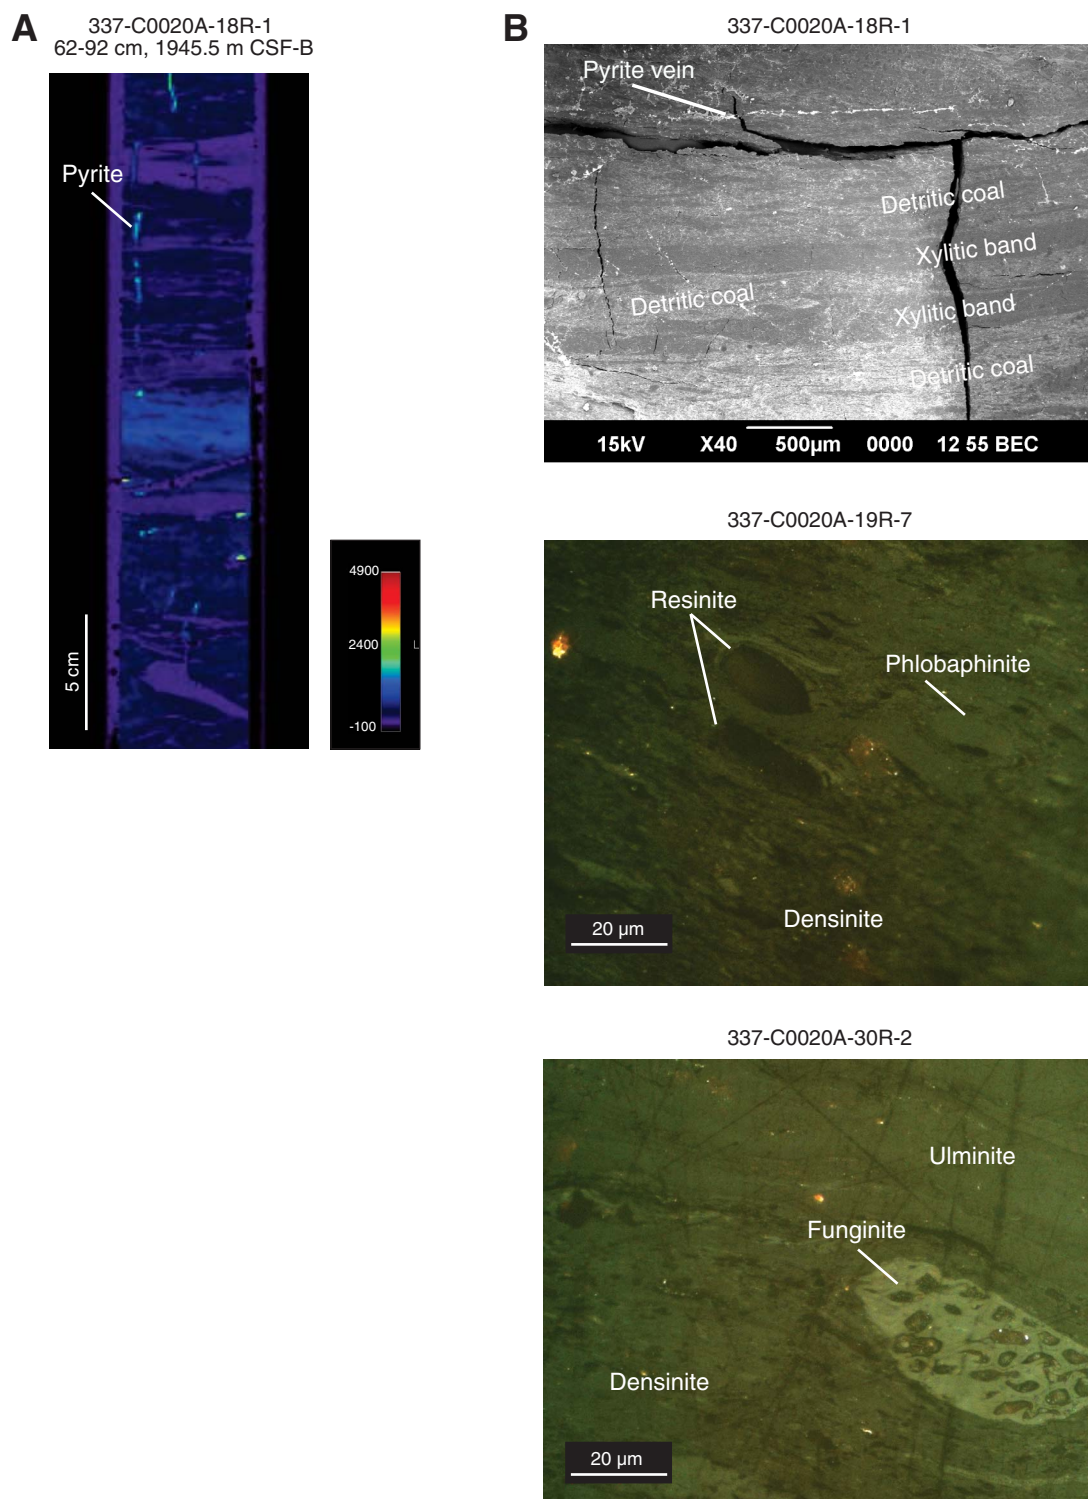 A
337-C0020A-18R-1
62-92 cm, 1945.5 m CSF-B
Pyrite
5 cm
4900
2400
-100
L
B
337-C0020A-18R-1
Pyrite vein
Detritic coal
Xylitic band
Detritic coal
Xylitic band
Detritic coal
15kV X40 500µm 0000 12 55 BEC
337-C0020A-19R-7
Resinite
Phlobaphinite
Densinite
20 µm
337-C0020A-30R-2
Ulminite
Funginite
Densinite
20 µm